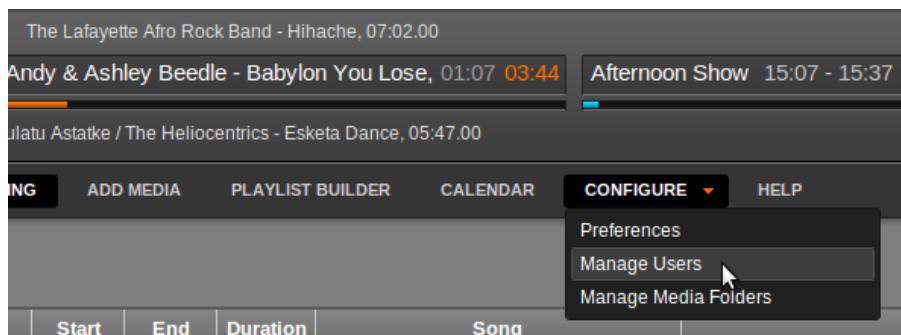 The Lafayette Afro Rock Band - Hihache, 07:02.00
Andy & Ashley Beedle - Babylon You Lose, 01:07 03:44 Afternoon Show 15:07 - 15:37
ulatu Astatke / The Heliocentrics - Esketa Dance, 05:47.00
ING ADD MEDIA PLAYLIST BUILDER CALENDAR CONFIGURE HELP
Preferences
Manage Users
Manage Media Folders
Start End Duration Song